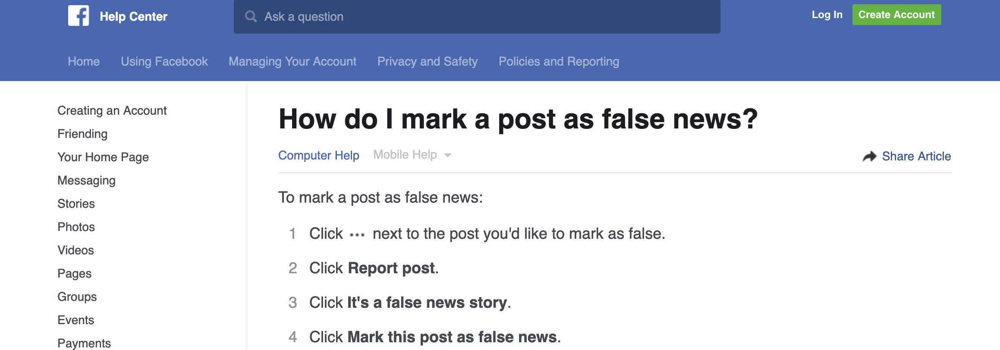 Help Center
Ask a question
Log In
Create Account
Home
Using Facebook
Managing Your Account
Privacy and Safety
Policies and Reporting
Creating an Account
Friending
Your Home Page
Messaging
Stories
Photos
Videos
Pages
Groups
Events
Payments
How do I mark a post as false news?
Computer Help
Mobile Help
Share Article
To mark a post as false news:
1 Click ••• next to the post you'd like to mark as false.
2 Click Report post.
3 Click It's a false news story.
4 Click Mark this post as false news.